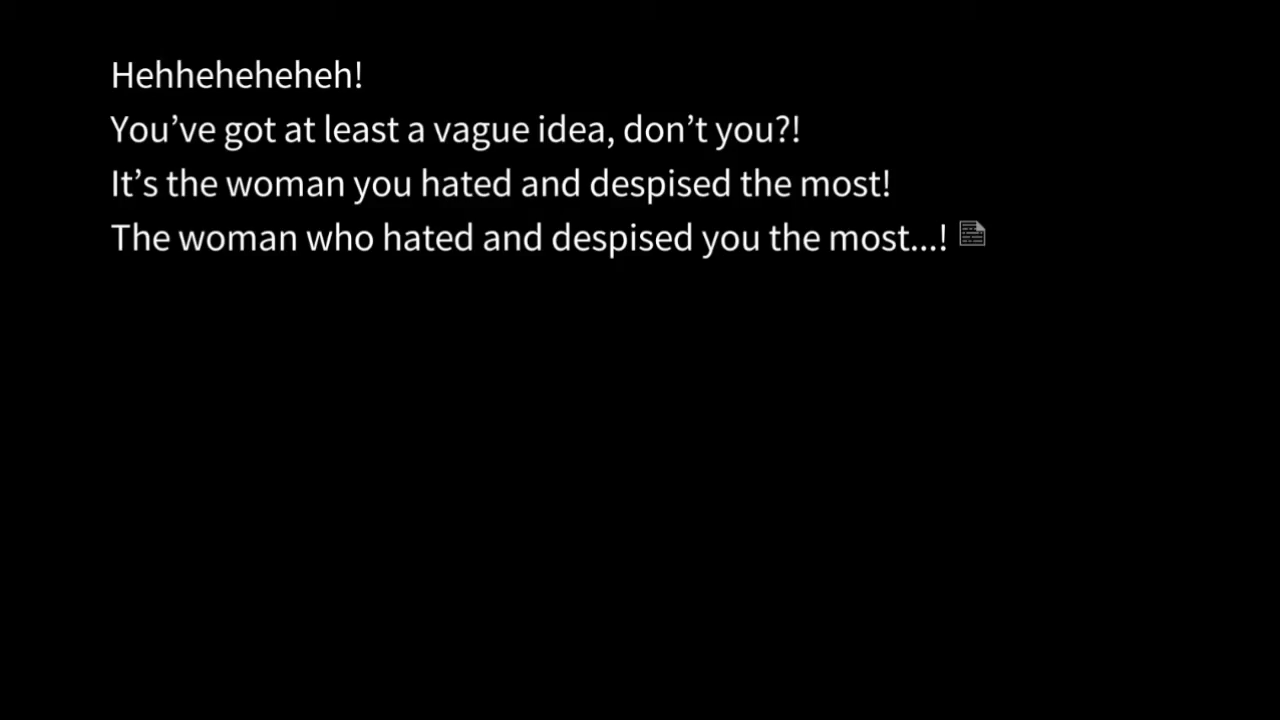 Hehheheheheh!
You’ve got at least a vague idea, don’t you?!
It’s the woman you hated and despised the most!
The woman who hated and despised you the most...!